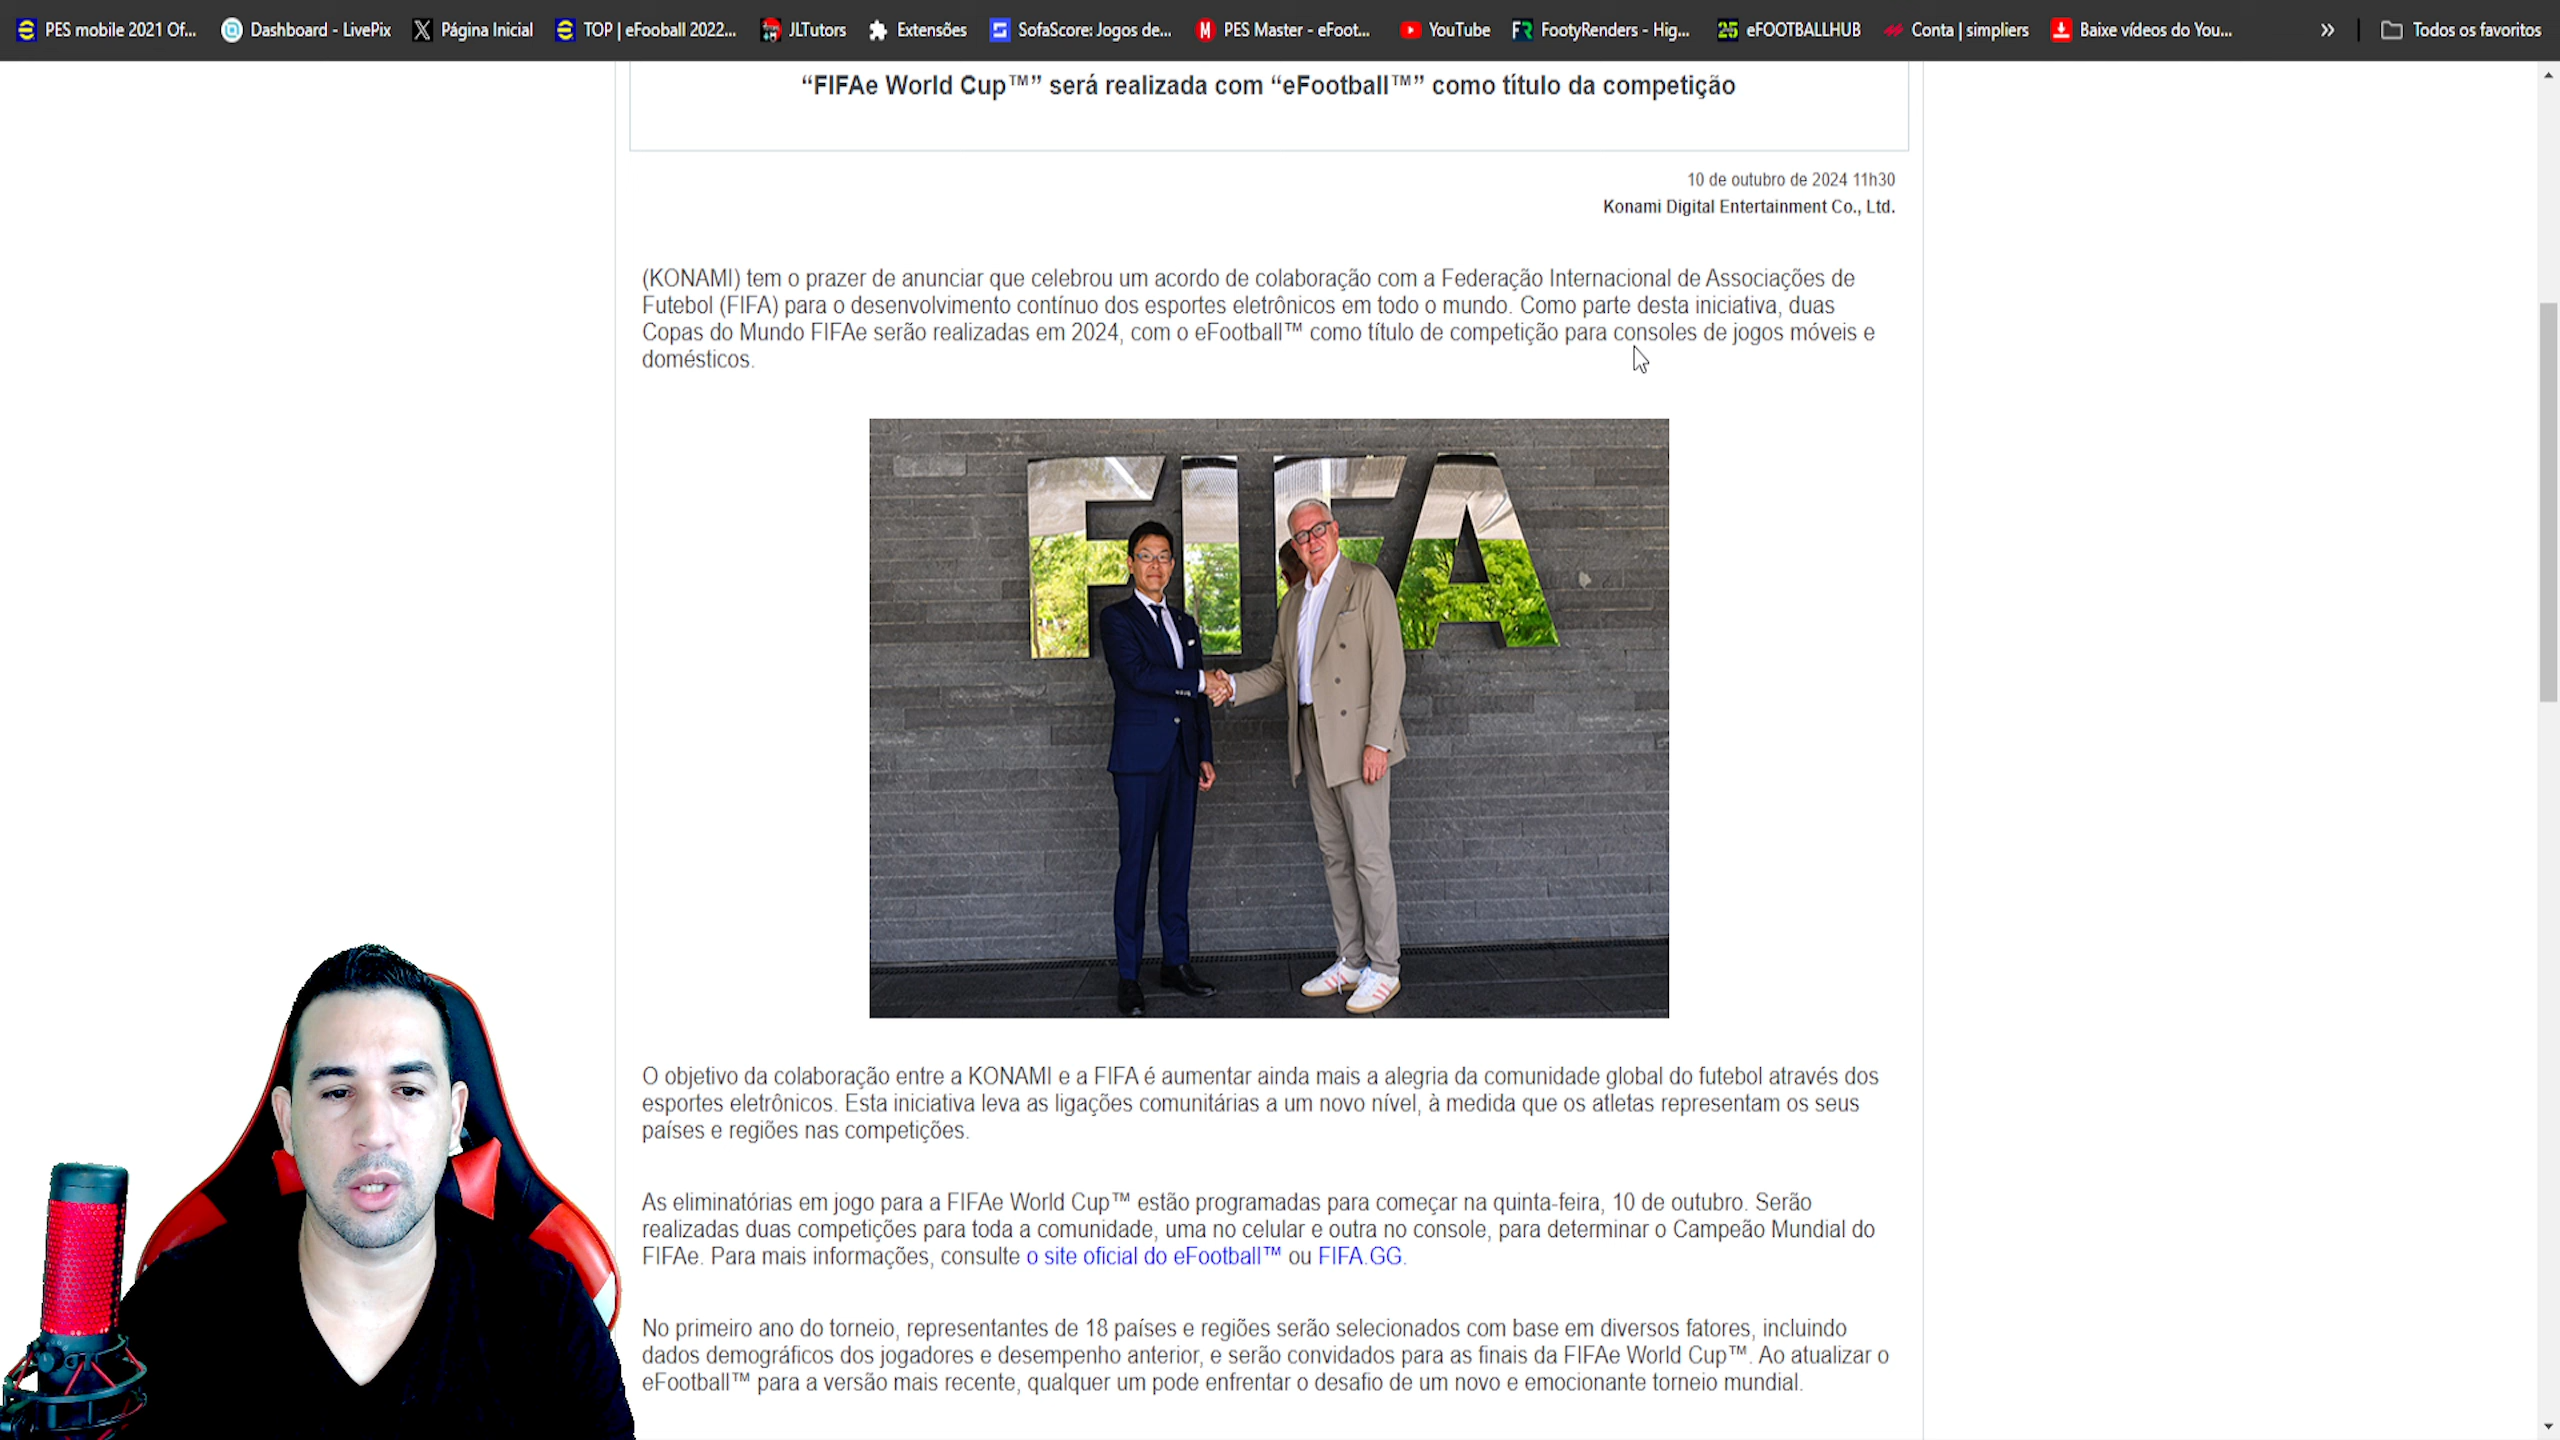 PES mobile 2021 Of... Dashboard - LivePix Página Inicial TOP | eFooball 2022... JLTutors Extensões SofaScore: Jogos de... PES Master - eFoot... YouTube FootyRenders - Hig... eFOOTBALLHUB Conta | simpliers Baixe vídeos do You... » Todos os favoritos
“FIFAe World Cup™” será realizada com “eFootball™” como título da competição
10 de outubro de 2024 11h30
Konami Digital Entertainment Co., Ltd.
(KONAMI) tem o prazer de anunciar que celebrou um acordo de colaboração com a Federação Internacional de Associações de
Futebol (FIFA) para o desenvolvimento contínuo dos esportes eletrônicos em todo o mundo. Como parte desta iniciativa, duas
Copas do Mundo FIFAe serão realizadas em 2024, com o eFootball™ como título de competição para consoles de jogos móveis e
domésticos.
FIFA
O objetivo da colaboração entre a KONAMI e a FIFA é aumentar ainda mais a alegria da comunidade global do futebol através dos
esportes eletrônicos. Esta iniciativa leva as ligações comunitárias a um novo nível, à medida que os atletas representam os seus
países e regiões nas competições.
As eliminatórias em jogo para a FIFAe World Cup™ estão programadas para começar na quinta-feira, 10 de outubro. Serão
realizadas duas competições para toda a comunidade, uma no celular e outra no console, para determinar o Campeão Mundial do
FIFAe. Para mais informações, consulte o site oficial do eFootball™ ou FIFA.GG.
No primeiro ano do torneio, representantes de 18 países e regiões serão selecionados com base em diversos fatores, incluindo
dados demográficos dos jogadores e desempenho anterior, e serão convidados para as finais da FIFAe World Cup™. Ao atualizar o
eFootball™ para a versão mais recente, qualquer um pode enfrentar o desafio de um novo e emocionante torneio mundial.